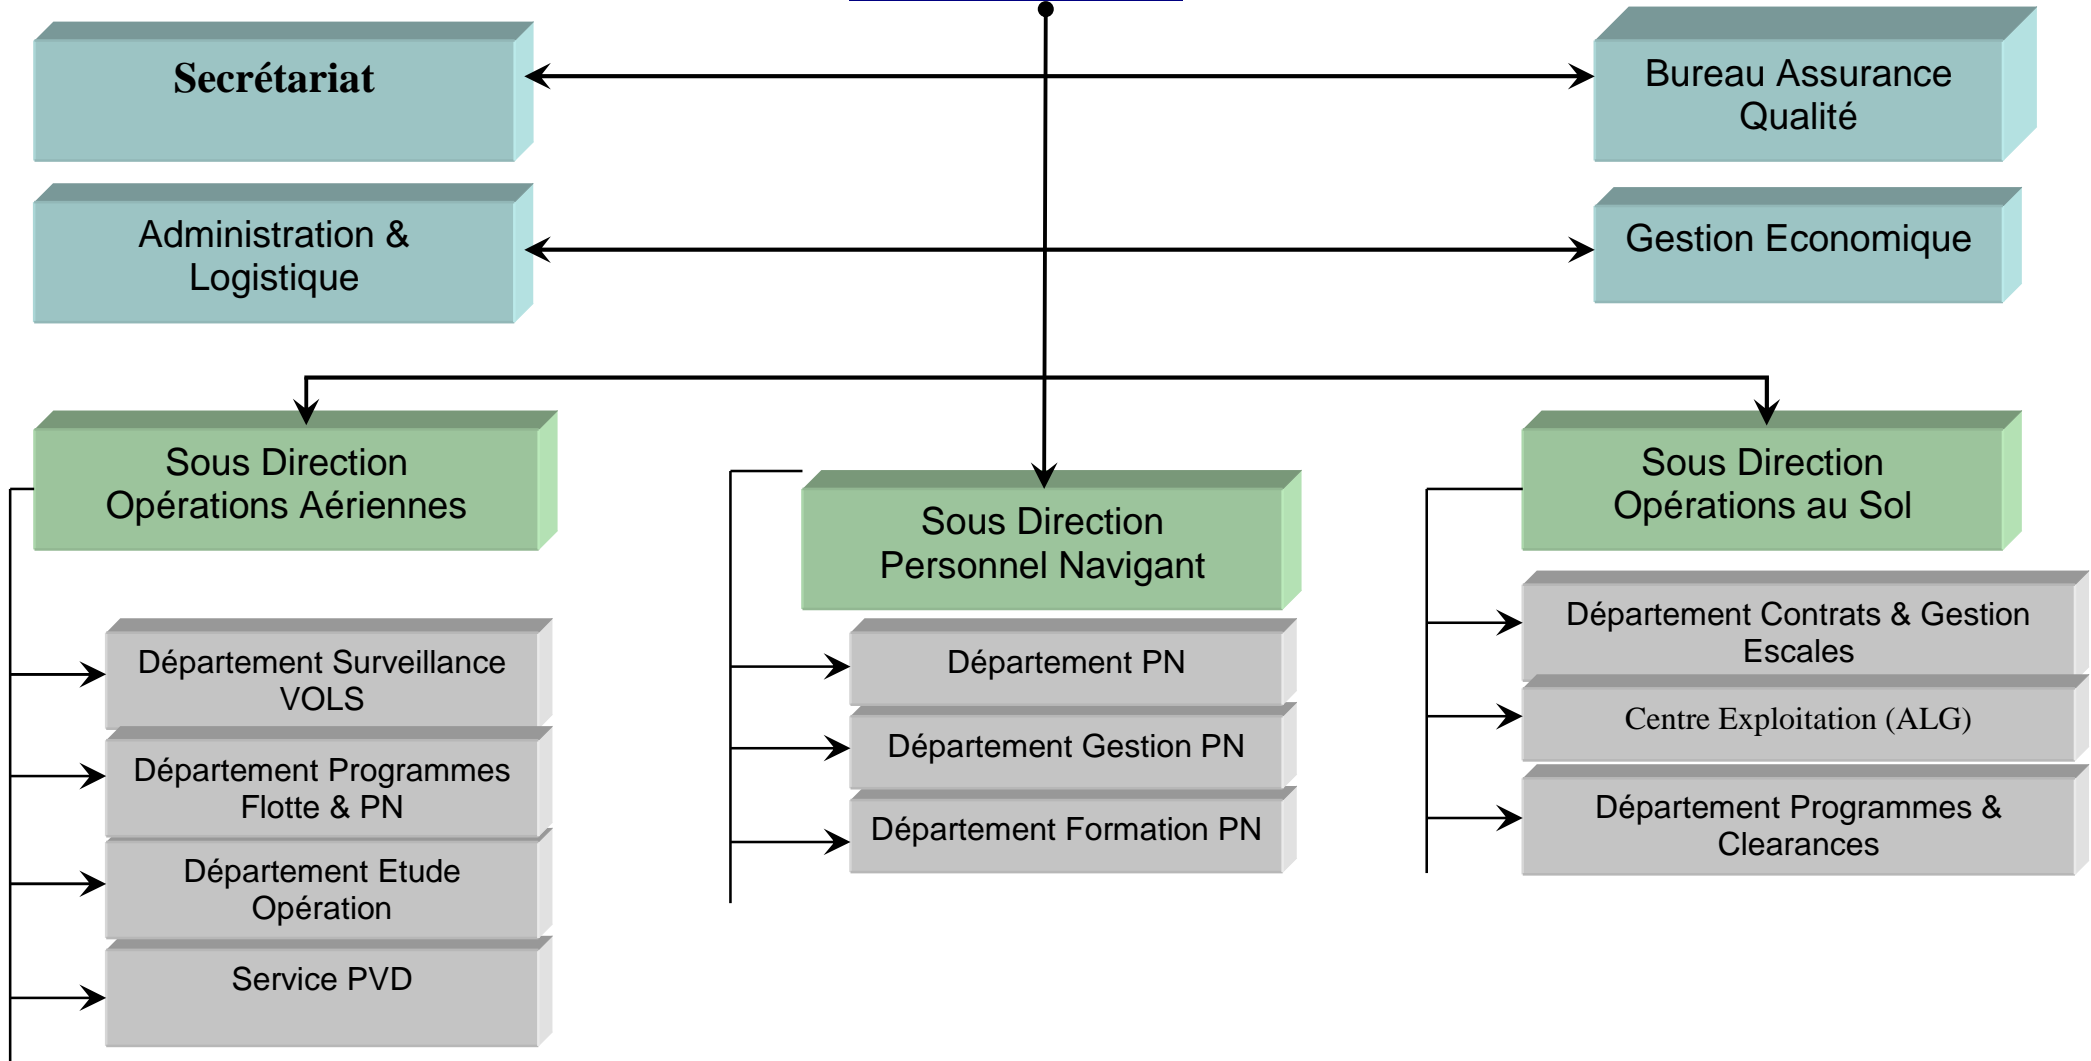 Secrétariat
Bureau Assurance
Qualité
Administration &
Logistique
Gestion Economique
Sous Direction
Opérations Aériennes
Sous Direction
Personnel Navigant
Sous Direction
Opérations au Sol
Département Surveillance
VOLS
Département Programmes
Flotte & PN
Département Etude
Opération
Service PVD
Département PN
Département Gestion PN
Département Formation PN
Département Contrats & Gestion
Escales
Centre Exploitation (ALG)
Département Programmes &
Clearances